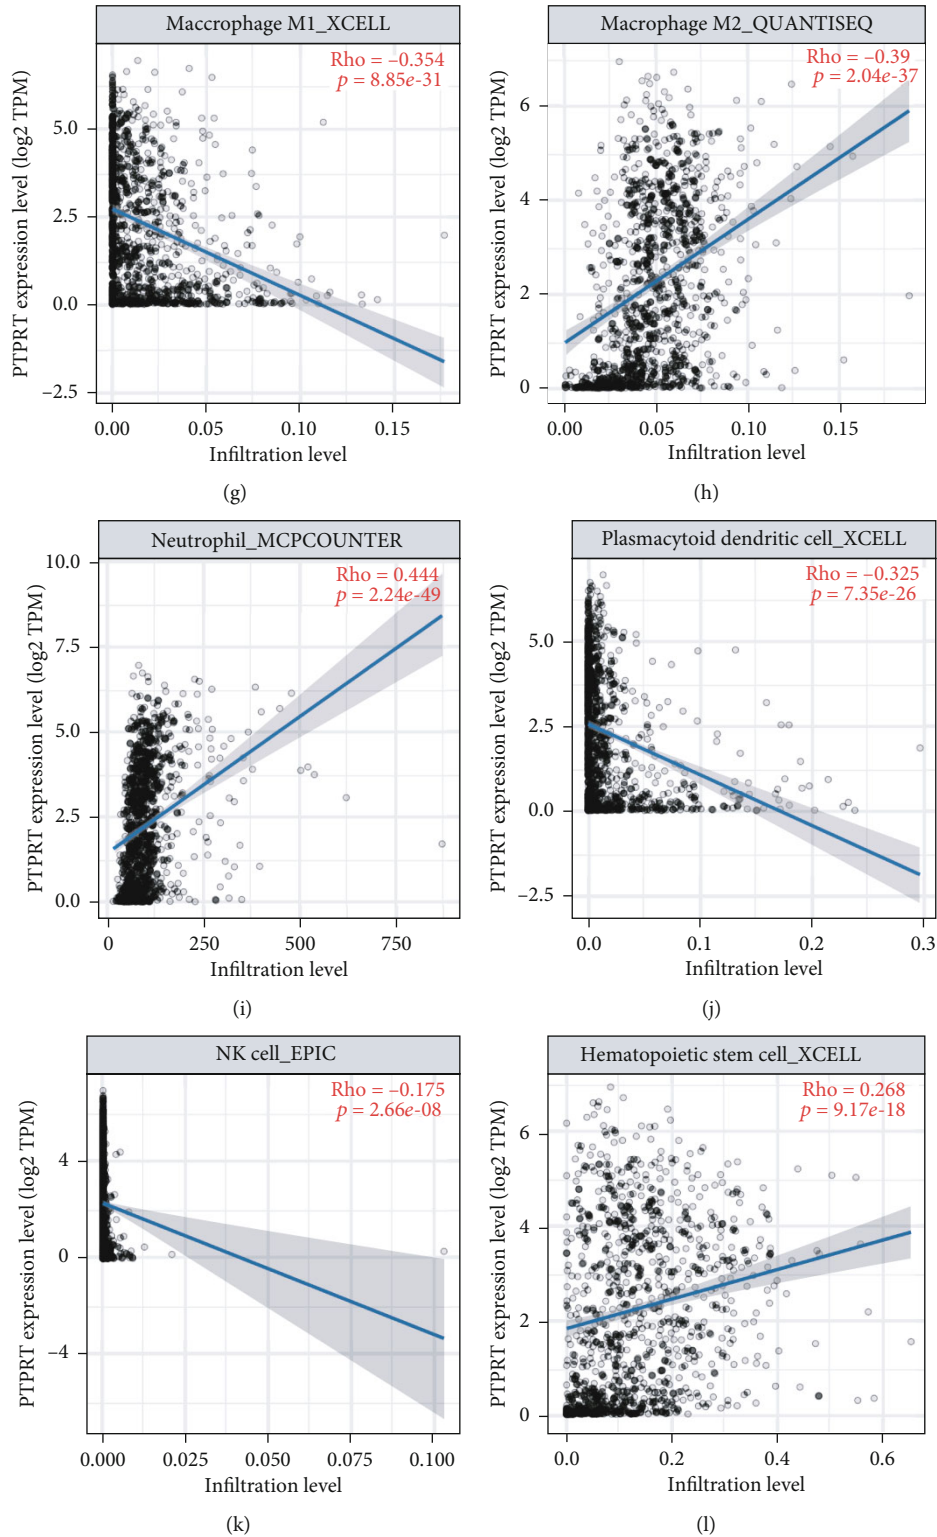 Maccrophage M1_XCELL
Rho = –0.354
p = 8.85e-31
PTPRT expression level (log2 TPM)
5.0
2.5
0.0
–2.5
0.00 0.05 0.10 0.15
Infiltration level
(g)
Macrophage M2_QUANTISEQ
Rho = –0.39
p = 2.04e-37
PTPRT expression level (log2 TPM)
6
4
2
0
0.00 0.05 0.10 0.15
Infiltration level
(h)
Neutrophil_MCPCOUNTER
Rho = 0.444
p = 2.24e-49
PTPRT expression level (log2 TPM)
10.0
7.5
5.0
2.5
0.0
0 250 500 750
Infiltration level
(i)
Plasmacytoid dendritic cell_XCELL
Rho = –0.325
p = 7.35e-26
PTPRT expression level (log2 TPM)
5.0
2.5
0.0
–2.5
0.0 0.1 0.2 0.3
Infiltration level
(j)
NK cell_EPIC
Rho = –0.175
p = 2.66e-08
PTPRT expression level (log2 TPM)
4
0
–4
0.000 0.025 0.050 0.075 0.100
Infiltration level
(k)
Hematopoietic stem cell_XCELL
Rho = 0.268
p = 9.17e-18
PTPRT expression level (log2 TPM)
6
4
2
0
0.0 0.2 0.4 0.6
Infiltration level
(l)